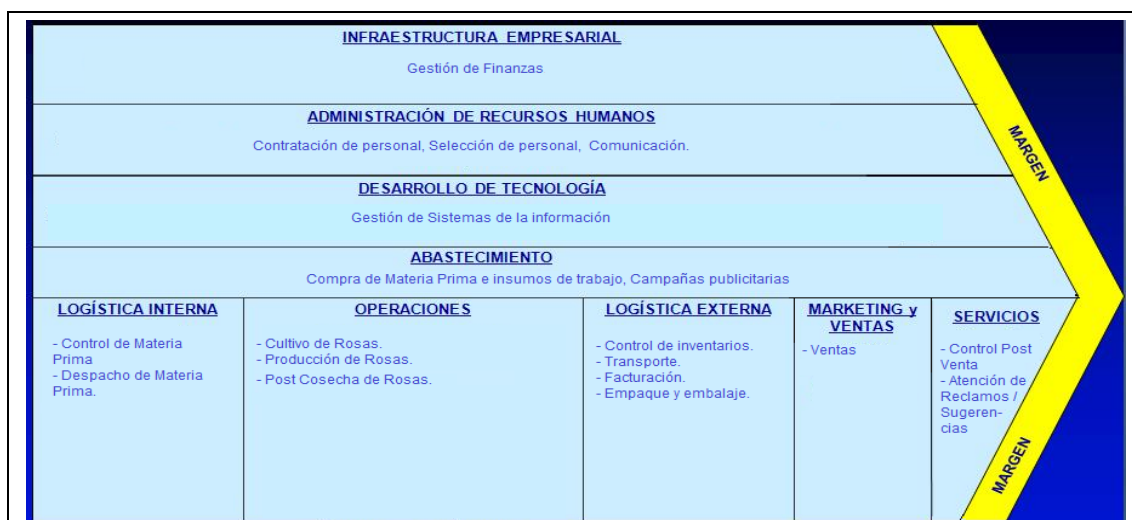 INFRAESTRUCTURA EMPRESARIAL
Gestión de Finanzas
ADMINISTRACIÓN DE RECURSOS HUMANOS
Contratación de personal, Selección de personal, Comunicación.
DESARROLLO DE TECNOLOGÍA
Gestión de Sistemas de la información
ABASTECIMIENTO
Compra de Materia Prima e insumos de trabajo, Campañas publicitarias
MARGEN
LOGÍSTICA INTERNA
- Control de Materia
Prima
- Despacho de Materia
Prima.
OPERACIONES
- Cultivo de Rosas.
- Producción de Rosas.
- Post Cosecha de Rosas.
LOGÍSTICA EXTERNA
- Control de inventarios.
- Transporte.
- Facturación.
- Empaque y embalaje.
MARKETING y
VENTAS
- Ventas
SERVICIOS
- Control Post
Venta
- Atención de
Reclamos /
Sugeren-
cias
MARGEN